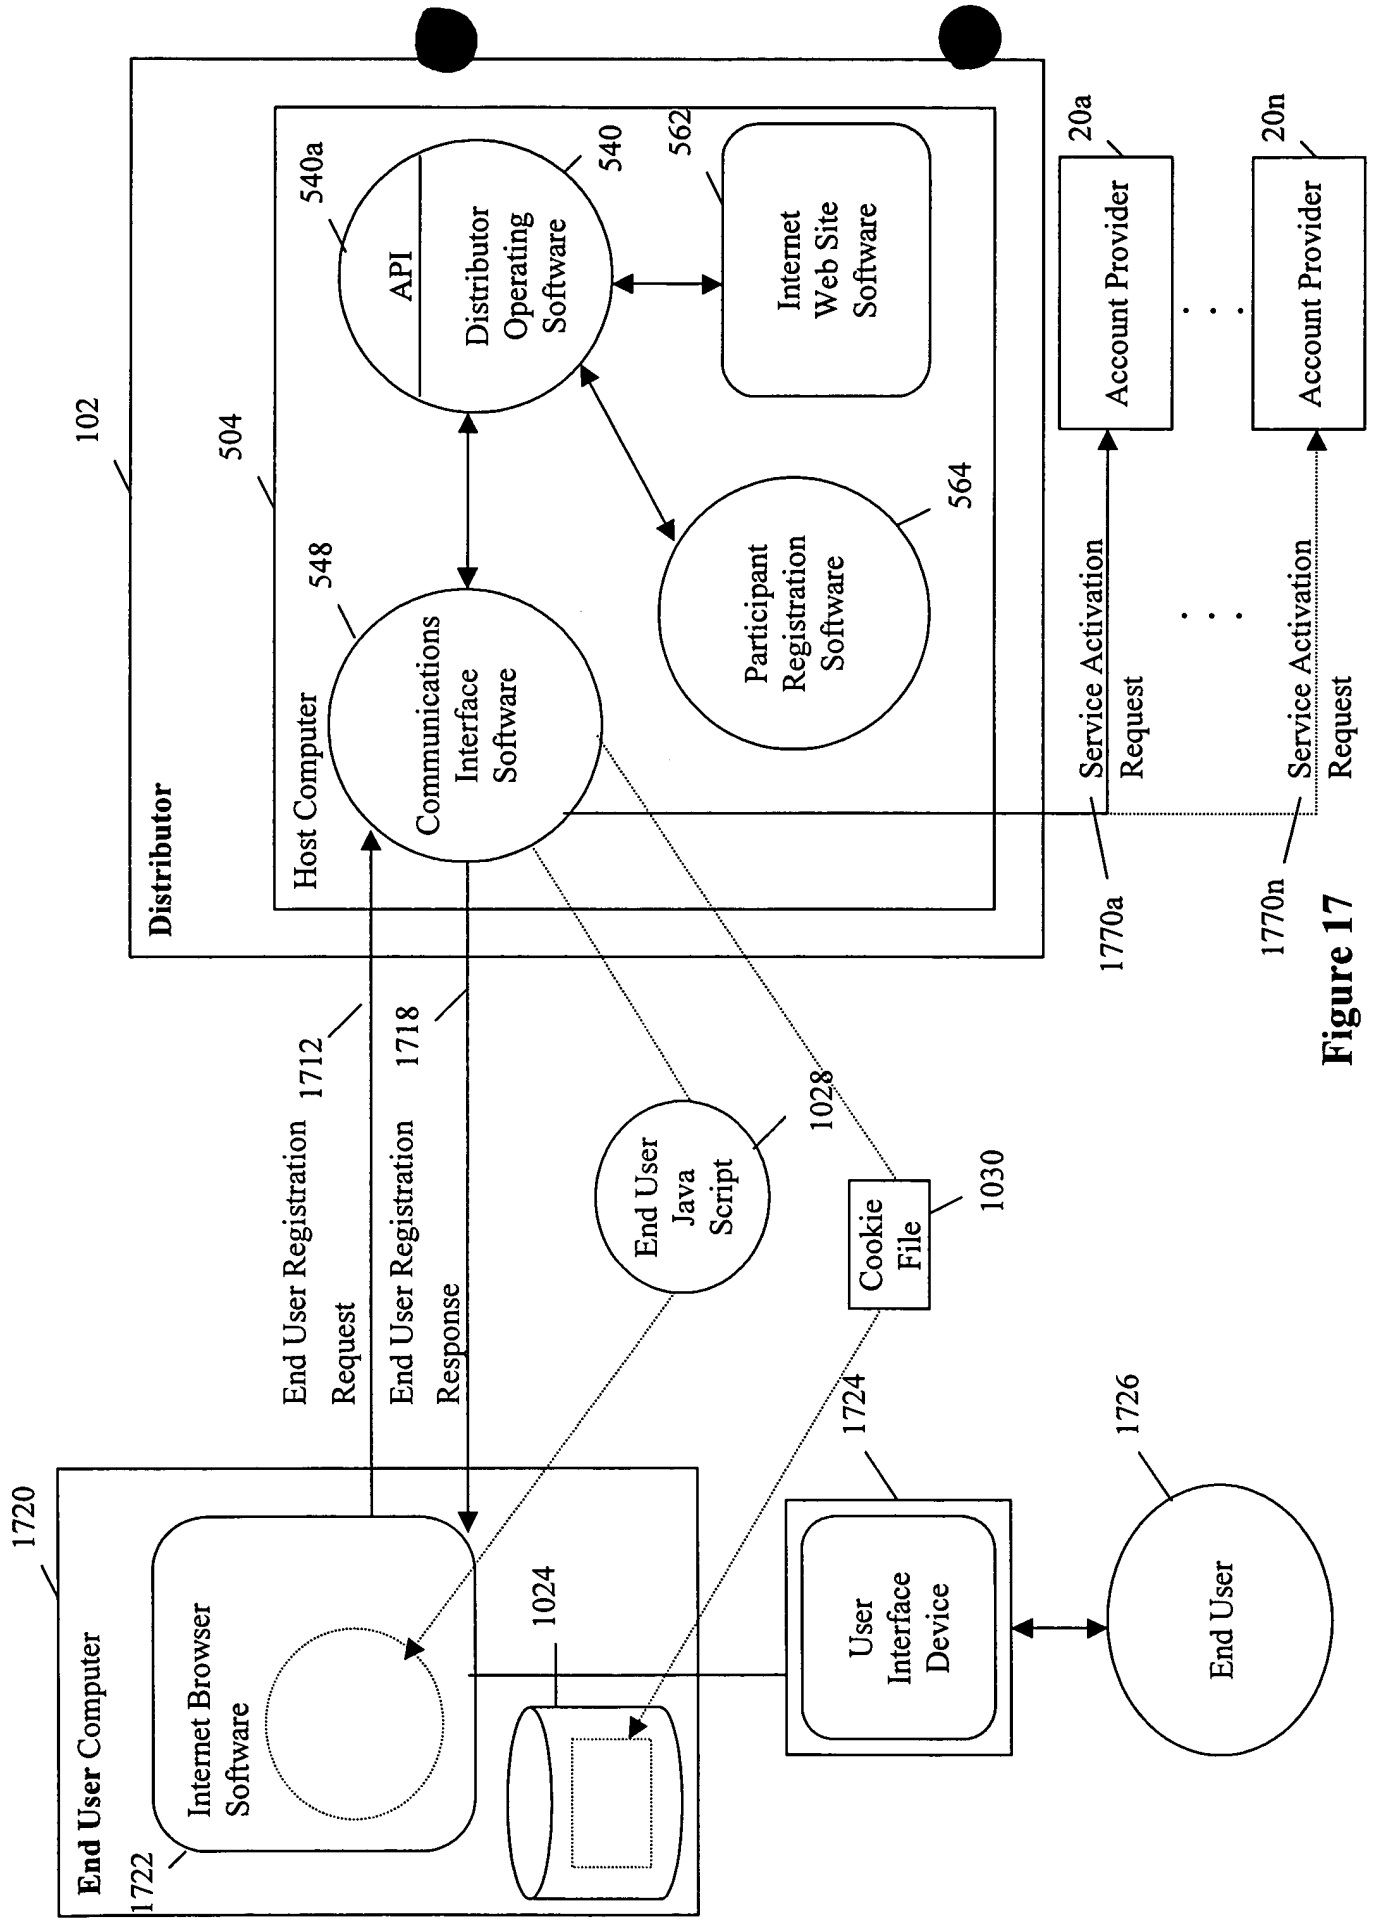 1720
End User Computer
1722
Internet Browser
Software
1024
End User Registration
Request
1712
End User Registration
Response
1718
End User
Java
Script
1028
Cookie
File
1030
1724
User
Interface
Device
1726
End User
102
Distributor
504
Host Computer
548
Communications
Interface
Software
540a
API
540
Distributor
Operating
Software
564
Participant
Registration
Software
562
Internet
Web Site
Software
1770a
Service Activation
Request
20a
Account Provider
. . .
. . .
1770n
Service Activation
Request
20n
Account Provider
Figure 17